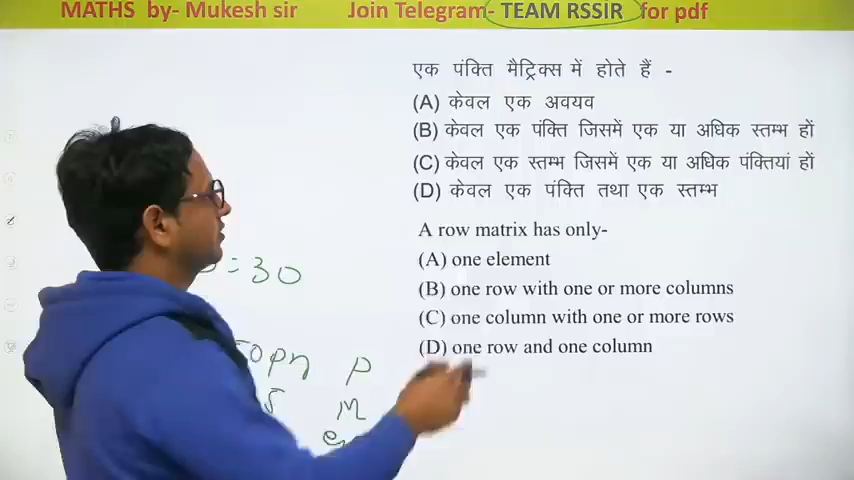 MATHS by- Mukesh sir Join Telegram- TEAM RSSIR for pdf
एक पंक्ति मैट्रिक्स में होते हैं -
(A) केवल एक अवयव
(B) केवल एक पंक्ति जिसमें एक या अधिक स्तम्भ हों
(C) केवल एक स्तम्भ जिसमें एक या अधिक पंक्तियां हों
(D) केवल एक पंक्ति तथा एक स्तम्भ
A row matrix has only-
(A) one element
(B) one row with one or more columns
(C) one column with one or more rows
(D) one row and one column
= 30
p
M